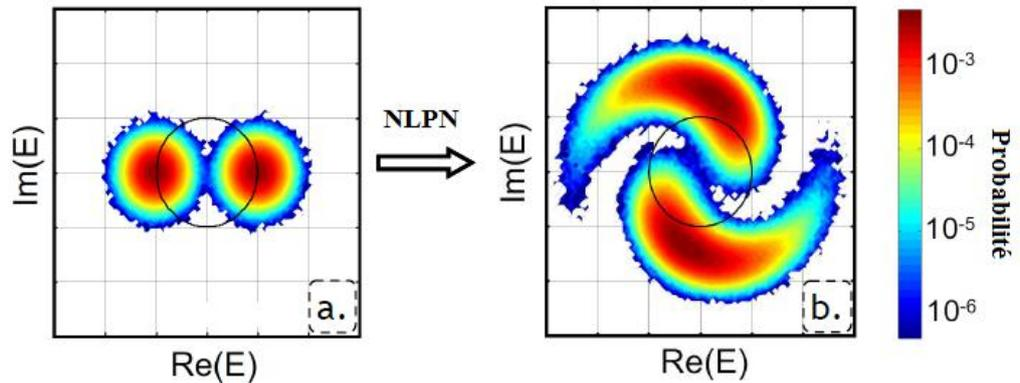 Im(E)
Re(E)
a.
NLPN
Im(E)
Re(E)
b.
10-3
10-4
10-5
10-6
Probabilité